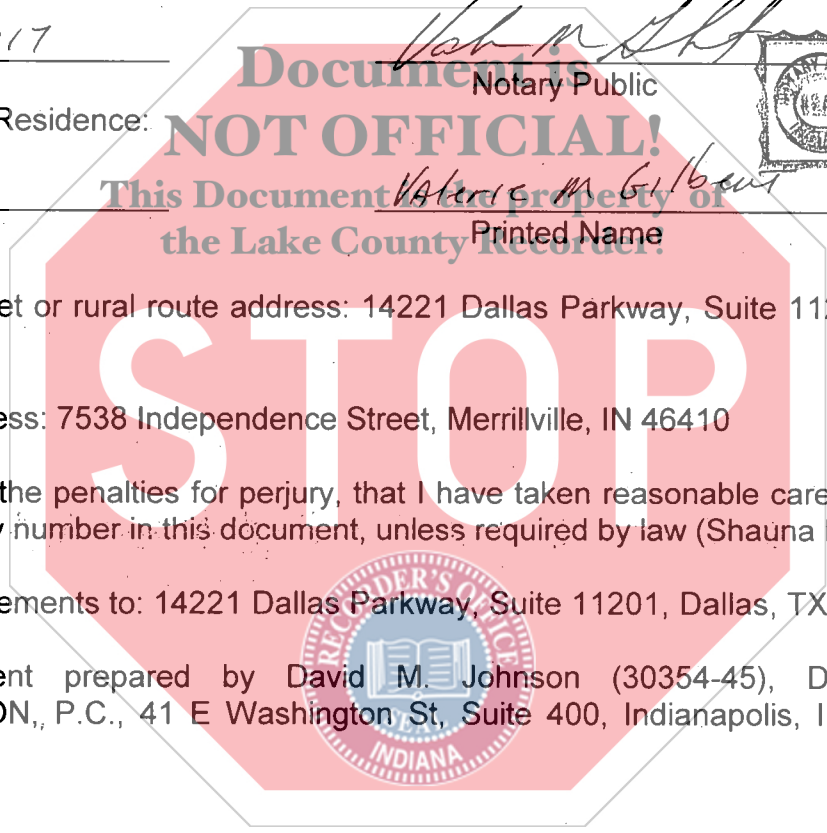 17
Document is
Notary Public
Residence:
NOT OFFICIAL!
Valerie M Gilbert
This Document is the property of
Printed Name
the Lake County Recorder!
et or rural route address: 14221 Dallas Parkway, Suite 112
STOP
ess: 7538 Independence Street, Merrillville, IN 46410
the penalties for perjury, that I have taken reasonable care
y number in this document, unless required by law (Shauna
ements to: 14221 Dallas Parkway, Suite 11201, Dallas, TX
RECORDER'S OFFICE
ent prepared by David M. Johnson (30354-45), D
ON, P.C., 41 E Washington St, Suite 400, Indianapolis, I
SEAL
INDIANA